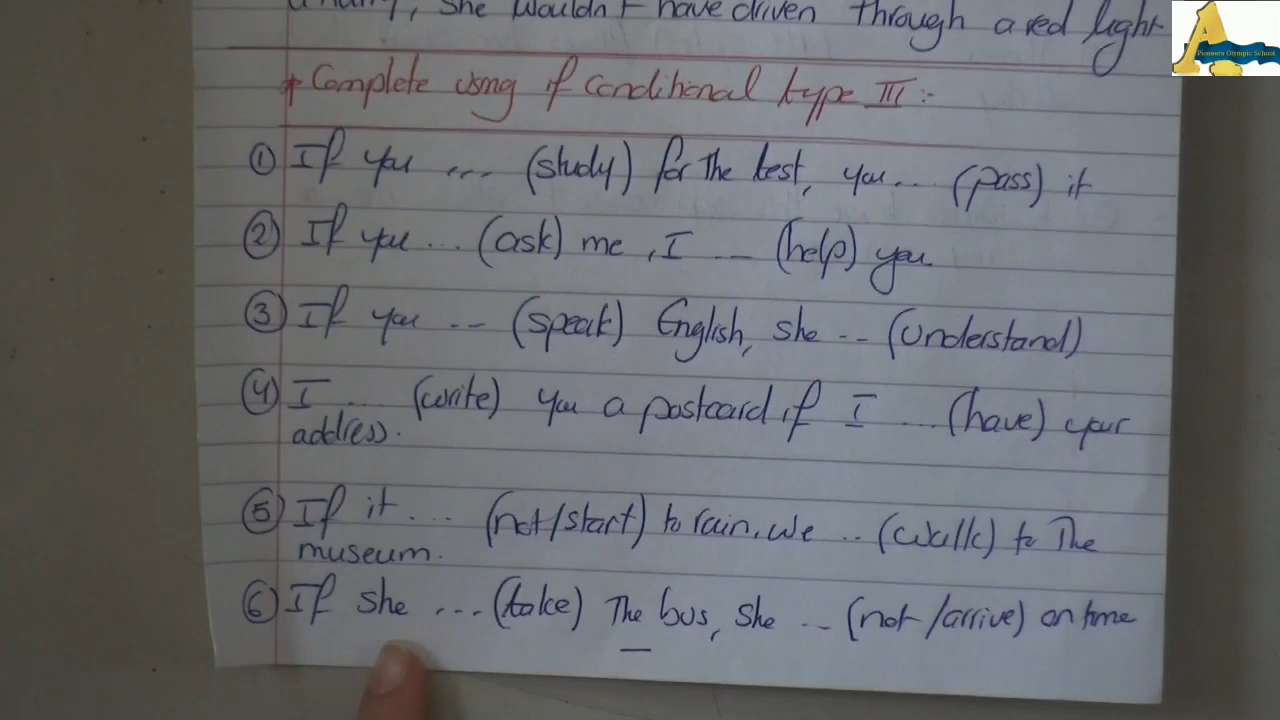 she wouldn't have driven through a red light
* Complete using if conditional type III :-
① If you ... (study) for the test, you... (pass) it
② If you ... (ask) me, I ... (help) you
③ If you ... (speak) English, she ... (understand)
④ I ... (write) you a postcard if I ... (have) your
address.
⑤ If it ... (not/start) to rain, we ... (walk) to The
museum.
⑥ If she ... (take) The bus, she ... (not/arrive) on time
Pioneers Olympic School